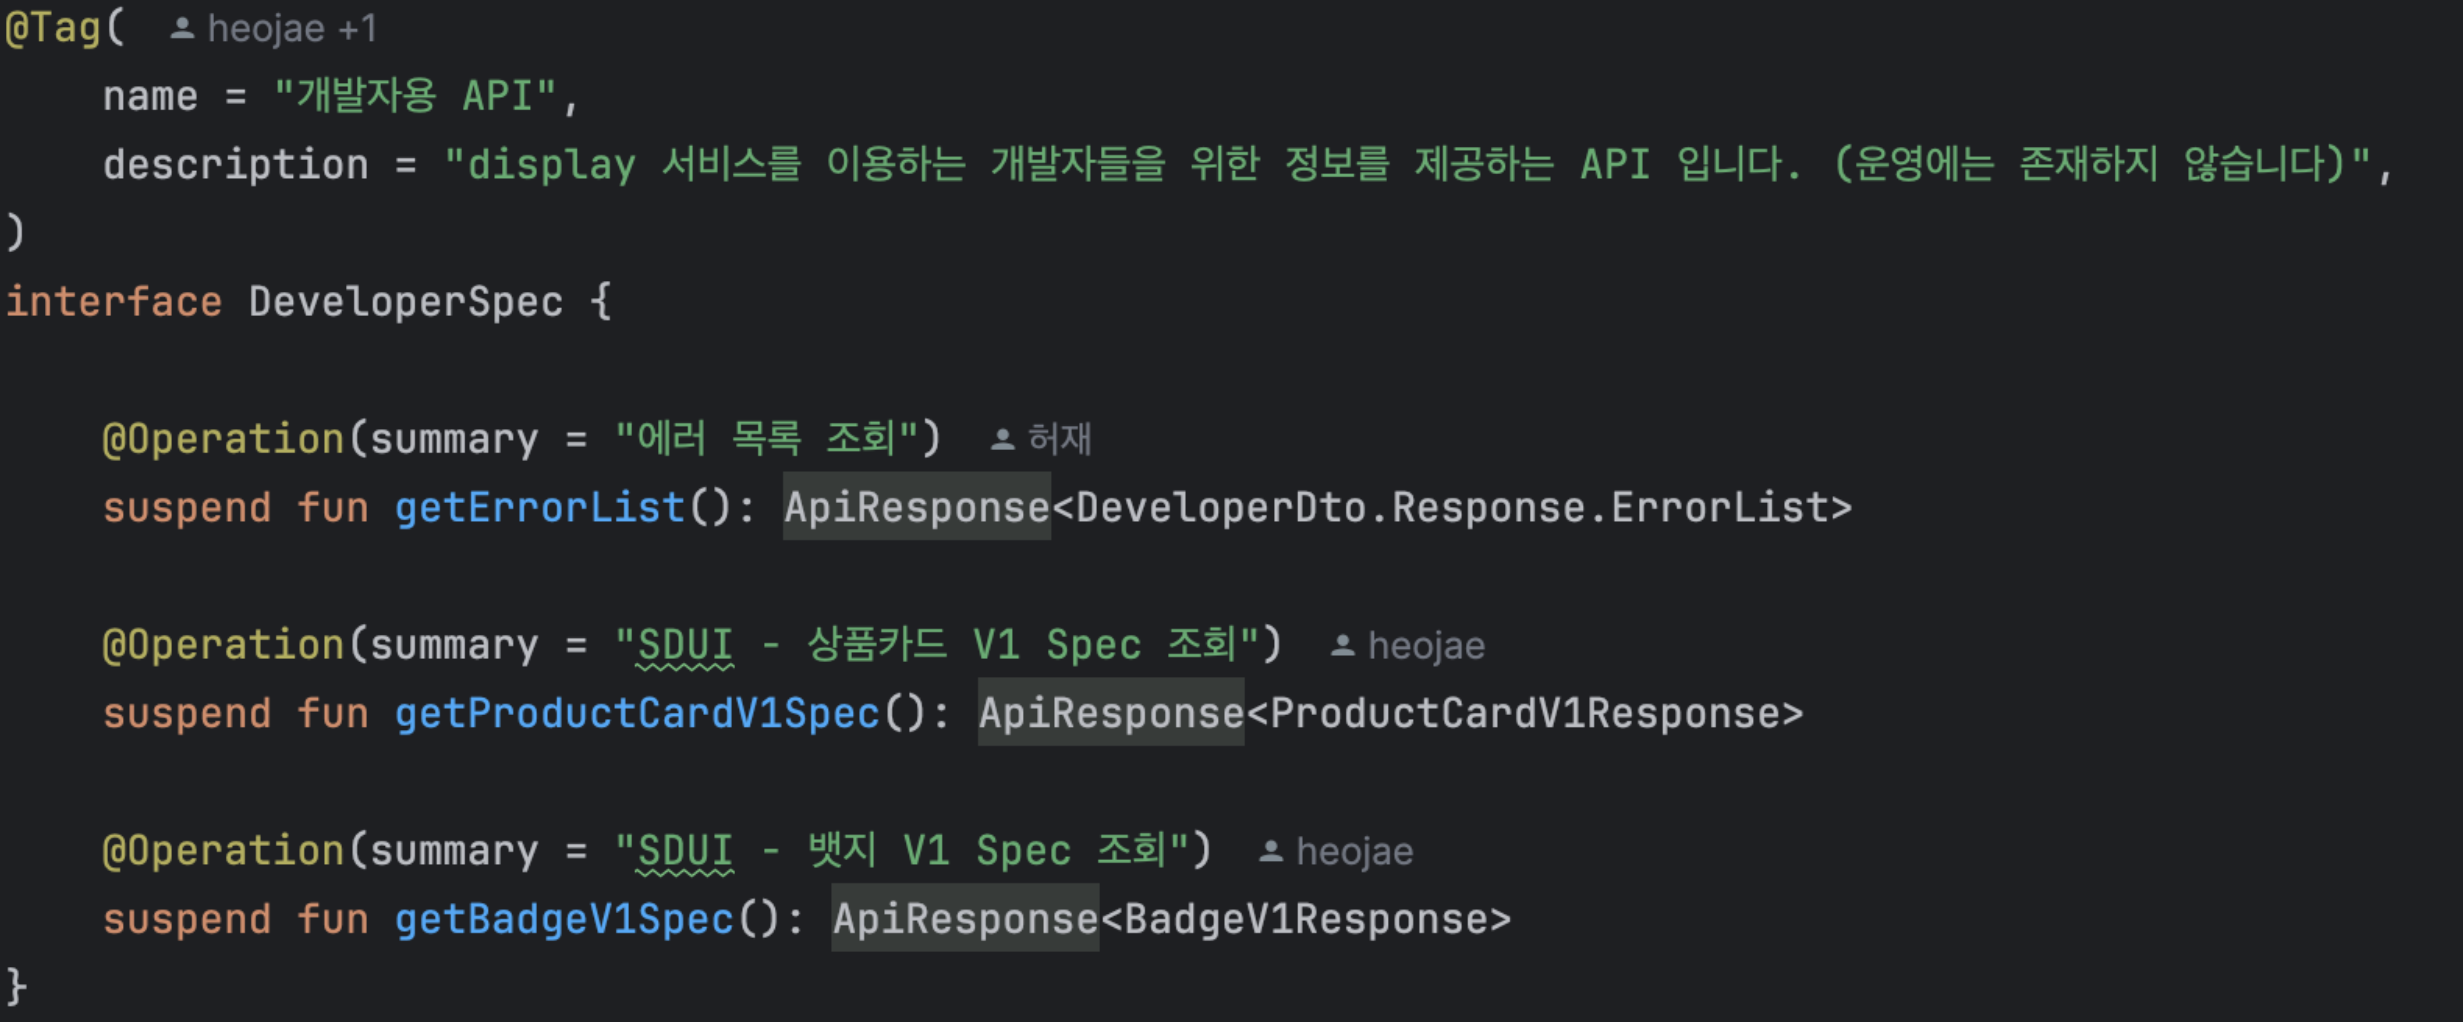 @Tag( heojae +1
name = "개발자용 API",
description = "display 서비스를 이용하는 개발자들을 위한 정보를 제공하는 API 입니다. (운영에는 존재하지 않습니다)",
)
interface DeveloperSpec {
@Operation(summary = "에러 목록 조회") 허재
suspend fun getErrorList(): ApiResponse<DeveloperDto.Response.ErrorList>
@Operation(summary = "SDUI - 상품카드 V1 Spec 조회") heojae
suspend fun getProductCardV1Spec(): ApiResponse<ProductCardV1Response>
@Operation(summary = "SDUI - 뱃지 V1 Spec 조회") heojae
suspend fun getBadgeV1Spec(): ApiResponse<BadgeV1Response>
}